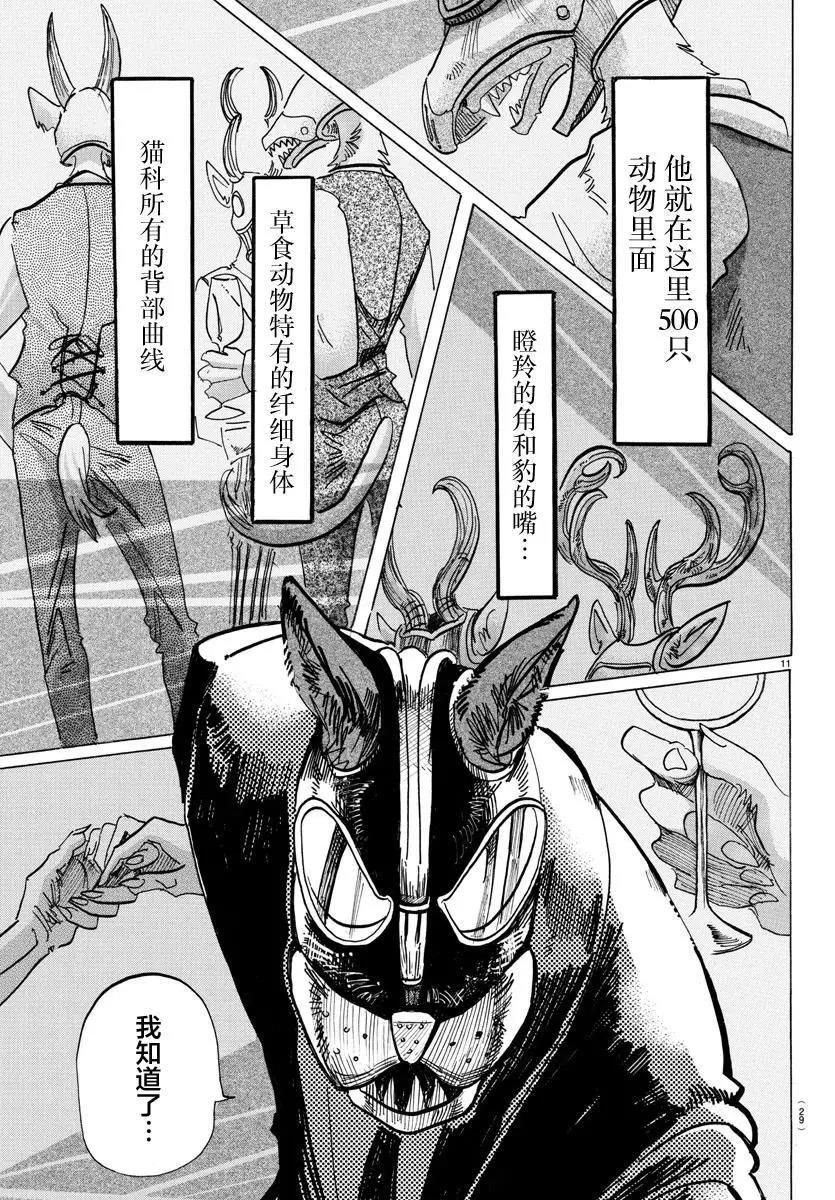 他就在这里500只
动物里面
瞪羚的角和豹的嘴…
草食动物特有的纤细身体
猫科所有的背部曲线
11
我知道了…
(29)